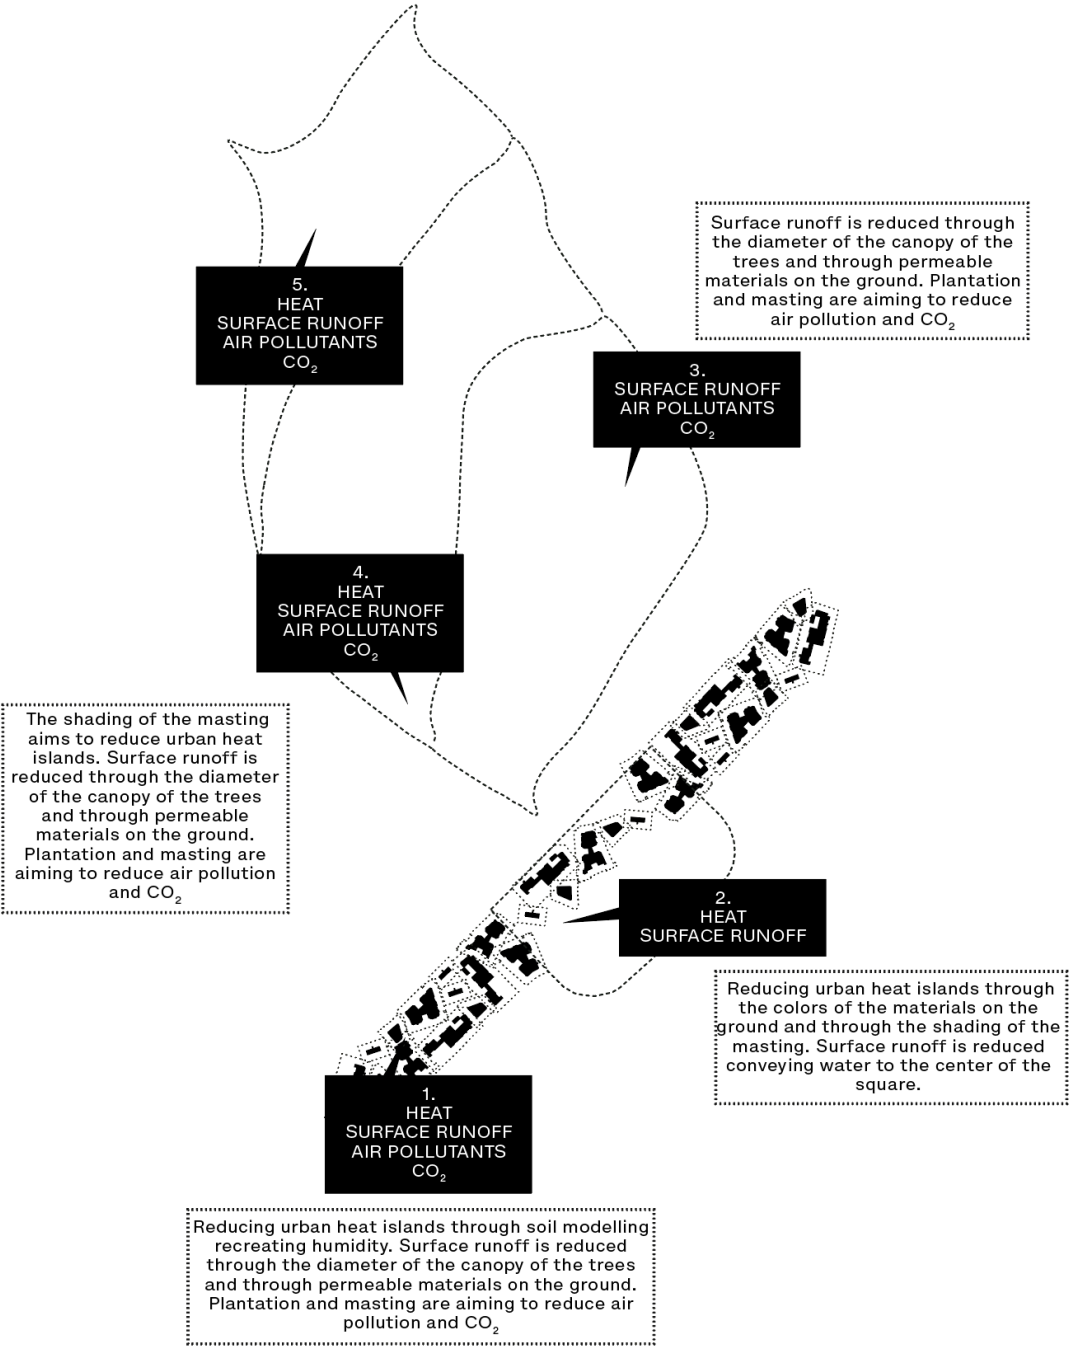 Surface runoff is reduced through
the diameter of the canopy of the
trees and through permeable
materials on the ground. Plantation
and masting are aiming to reduce
air pollution and CO₂
5.
HEAT
SURFACE RUNOFF
AIR POLLUTANTS
CO₂
3.
SURFACE RUNOFF
AIR POLLUTANTS
CO₂
4.
HEAT
SURFACE RUNOFF
AIR POLLUTANTS
CO₂
The shading of the masting
aims to reduce urban heat
islands. Surface runoff is
reduced through the diameter
of the canopy of the trees
and through permeable
materials on the ground.
Plantation and masting are
aiming to reduce air pollution
and CO₂
2.
HEAT
SURFACE RUNOFF
Reducing urban heat islands through
the colors of the materials on the
ground and through the shading of the
masting. Surface runoff is reduced
conveying water to the center of the
square.
1.
HEAT
SURFACE RUNOFF
AIR POLLUTANTS
CO₂
Reducing urban heat islands through soil modelling
recreating humidity. Surface runoff is reduced
through the diameter of the canopy of the trees
and through permeable materials on the ground.
Plantation and masting are aiming to reduce air
pollution and CO₂